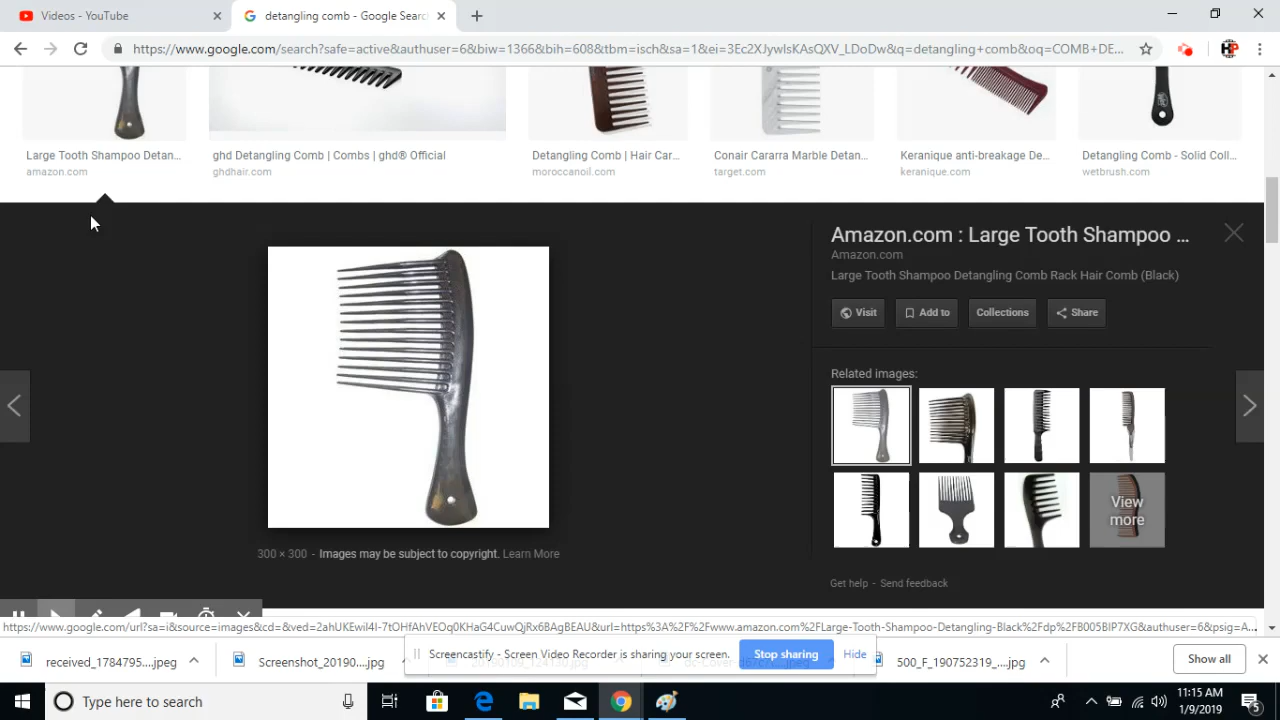 Videos - YouTube
detangling comb - Google Searc
https://www.google.com/search?safe=active&authuser=6&biw=1366&bih=608&tbm=isch&sa=1&ei=3Ec2XJywIsKAsQXV_LDoDw&q=detangling+comb&oq=COMB+DE...
HP
Large Tooth Shampoo Detan...
amazon.com
ghd Detangling Comb | Combs | ghd® Official
ghdhair.com
Detangling Comb | Hair Car...
moroccanoil.com
Conair Cararra Marble Detan...
target.com
Keranique anti-breakage De...
keranique.com
Detangling Comb - Solid Coll...
wetbrush.com
Amazon.com : Large Tooth Shampoo ...
Amazon.com
Large Tooth Shampoo Detangling Comb Rack Hair Comb (Black)
Visit
Add to
Collections
Share
Related images:
View
more
300 × 300 - Images may be subject to copyright. Learn More
Get help - Send feedback
https://www.google.com/url?sa=i&source=images&cd=&ved=2ahUKEwil4I-7tOHfAhVEOq0KHaG4CuwQjRx6BAgBEAU&url=https%3A%2F%2Fwww.amazon.com%2FLarge-Tooth-Shampoo-Detangling-Black%2Fdp%2FB005BIP7XG&authuser=6&psig=A...
received_1784795....jpeg
Screenshot_20190....jpg
Screencastify - Screen Video Recorder is sharing your screen.
Stop sharing
Hide
500_F_190752319_....jpg
Show all
Type here to search
11:15 AM
1/9/2019
5